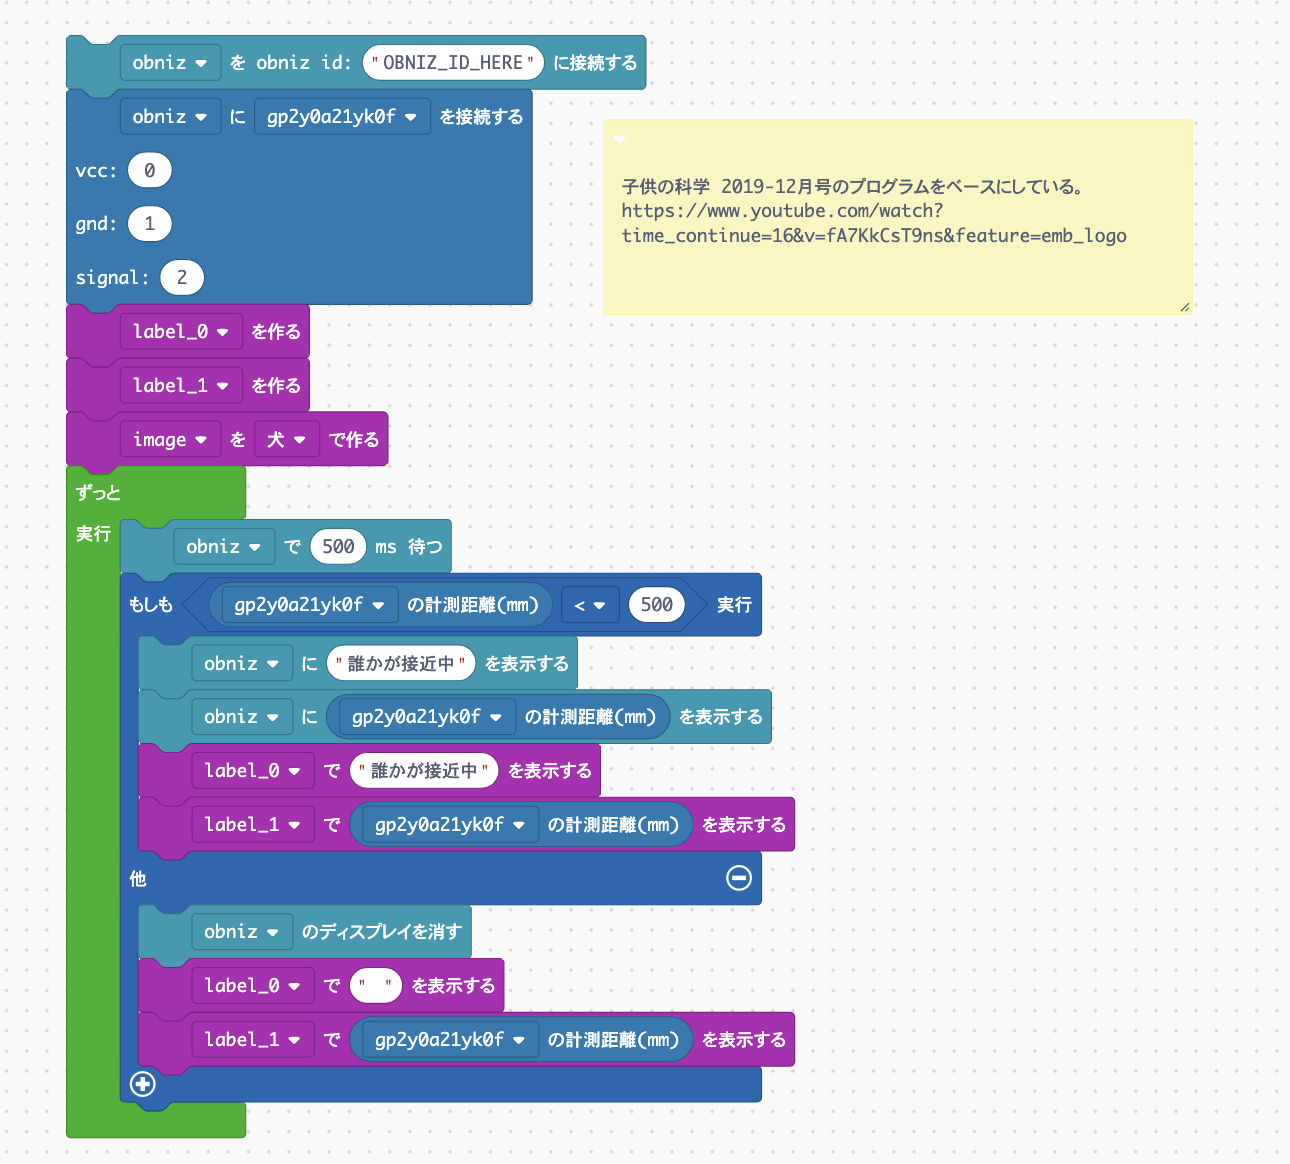 obniz を obniz id: "OBNIZ_ID_HERE" に接続する
obniz に gp2y0a21yk0f を接続する
vcc: 0
gnd: 1
signal: 2
label_0 を作る
label_1 を作る
image を 犬 で作る
ずっと
実行
obniz で 500 ms 待つ
もしも gp2y0a21yk0f の計測距離(mm) < 500 実行
obniz に "誰かが接近中" を表示する
obniz に gp2y0a21yk0f の計測距離(mm) を表示する
label_0 で "誰かが接近中" を表示する
label_1 で gp2y0a21yk0f の計測距離(mm) を表示する
他
obniz のディスプレイを消す
label_0 で " " を表示する
label_1 で gp2y0a21yk0f の計測距離(mm) を表示する
子供の科学 2019-12月号のプログラムをベースにしている。
https://www.youtube.com/watch?
time_continue=16&v=fA7KkCsT9ns&feature=emb_logo